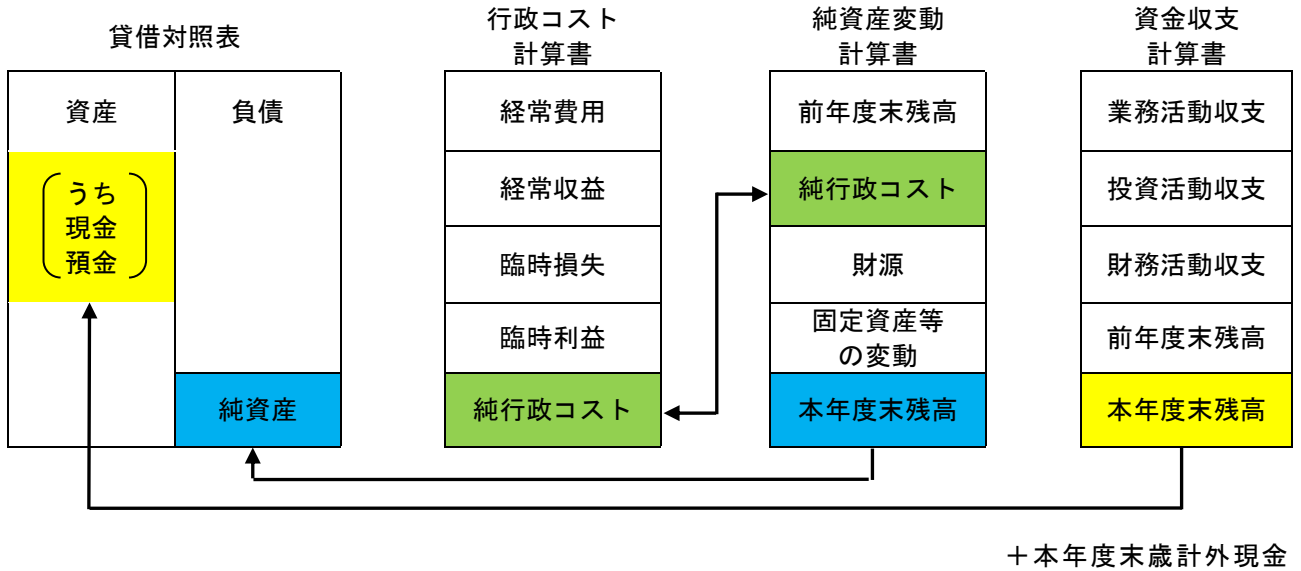 貸借対照表
資産
負債
うち
現金
預金
純資産
行政コスト
計算書
経常費用
経常収益
臨時損失
臨時利益
純行政コスト
純資産変動
計算書
前年度末残高
純行政コスト
財源
固定資産等
の変動
本年度末残高
資金収支
計算書
業務活動収支
投資活動収支
財務活動収支
前年度末残高
本年度末残高
＋本年度末歳計外現金